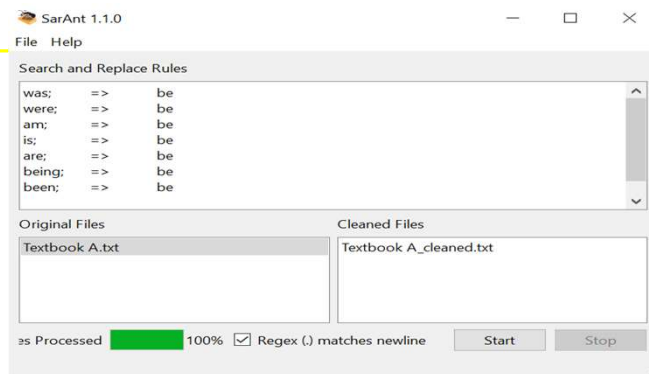 SarAnt 1.1.0
File Help
Search and Replace Rules
was; => be
were; => be
am; => be
is; => be
are; => be
being; => be
been; => be
Original Files Cleaned Files
Textbook A.txt Textbook A_cleaned.txt
es Processed 100% Regex (.) matches newline Start Stop